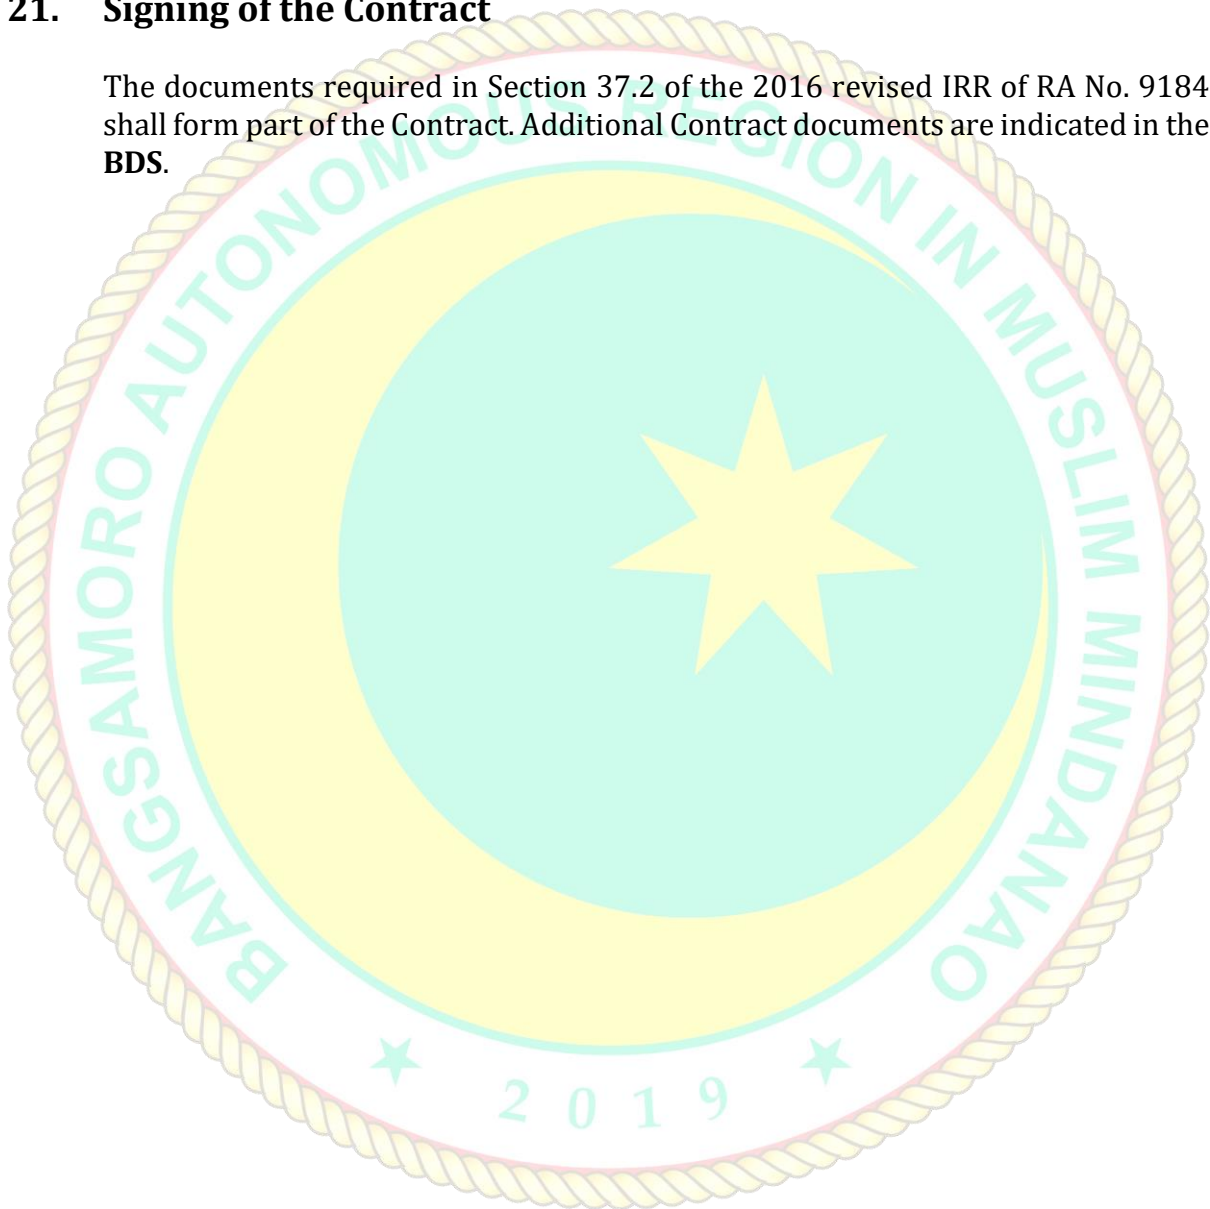 21. Signing of the Contract
The documents required in Section 37.2 of the 2016 revised IRR of RA No. 9184
shall form part of the Contract. Additional Contract documents are indicated in the
BDS.
BANGSAMORO AUTONOMOUS REGION IN MUSLIM MINDANAO
2019